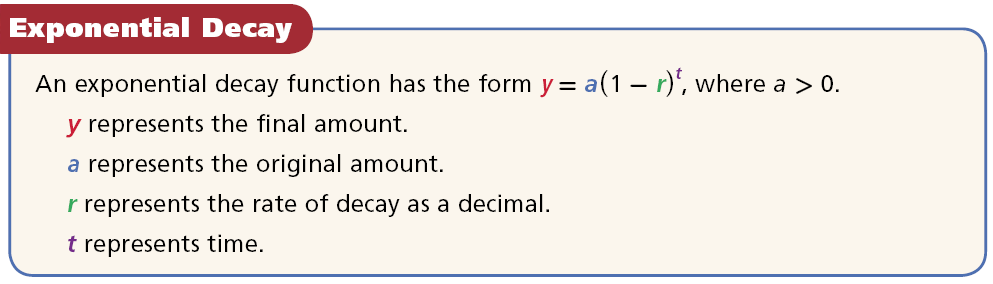 Exponential Decay
An exponential decay function has the form y = a(1 − r)ᵗ, where a > 0.
y represents the final amount.
a represents the original amount.
r represents the rate of decay as a decimal.
t represents time.